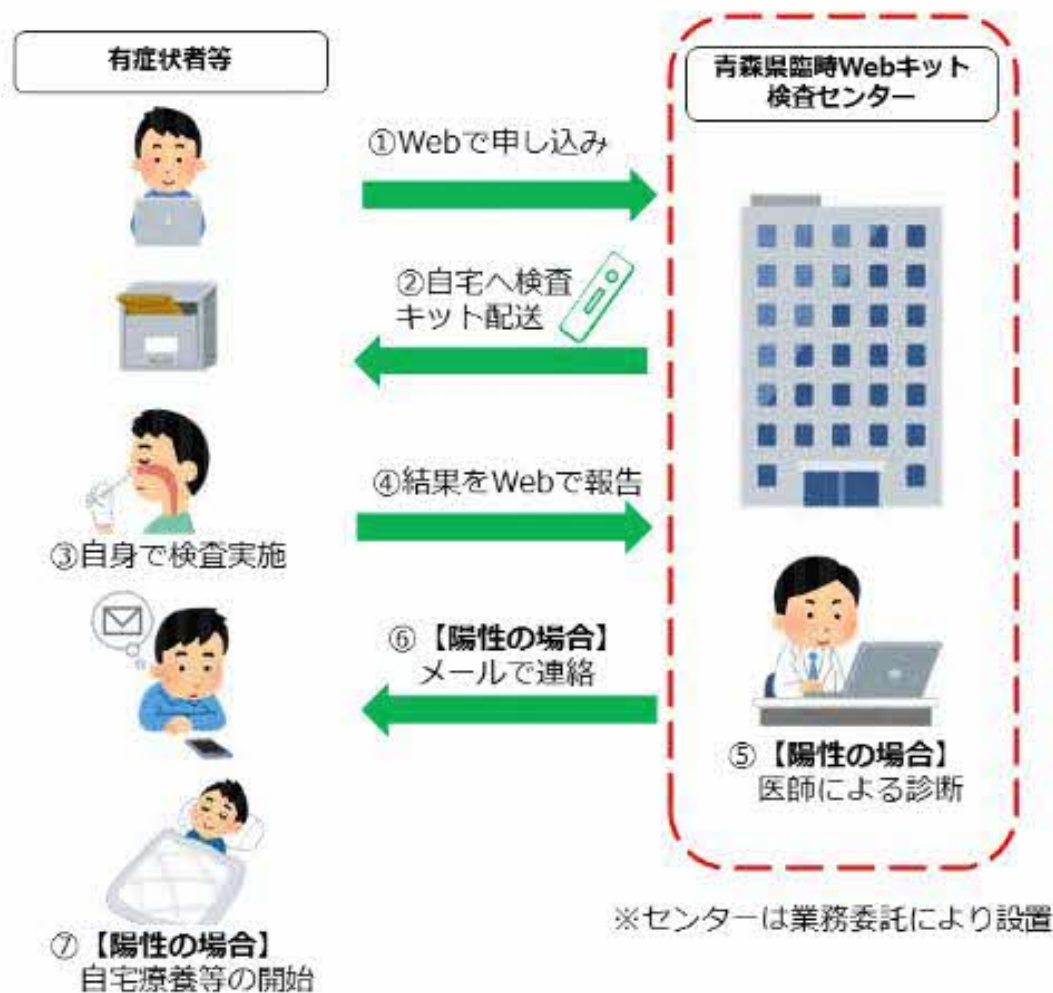 有症状者等
青森県臨時Webキット
検査センター
①Webで申し込み
②自宅へ検査
キット配送
③自身で検査実施
④結果をWebで報告
⑤【陽性の場合】
医師による診断
⑥【陽性の場合】
メールで連絡
⑦【陽性の場合】
自宅療養等の開始
※センターは業務委託により設置